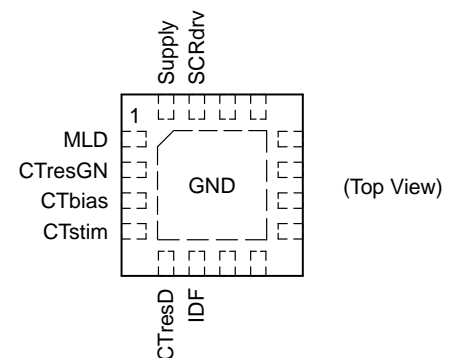 Supply
SCRdrv
1
MLD
CTresGN
CTbias
CTstim
GND
(Top View)
CTresD
IDF